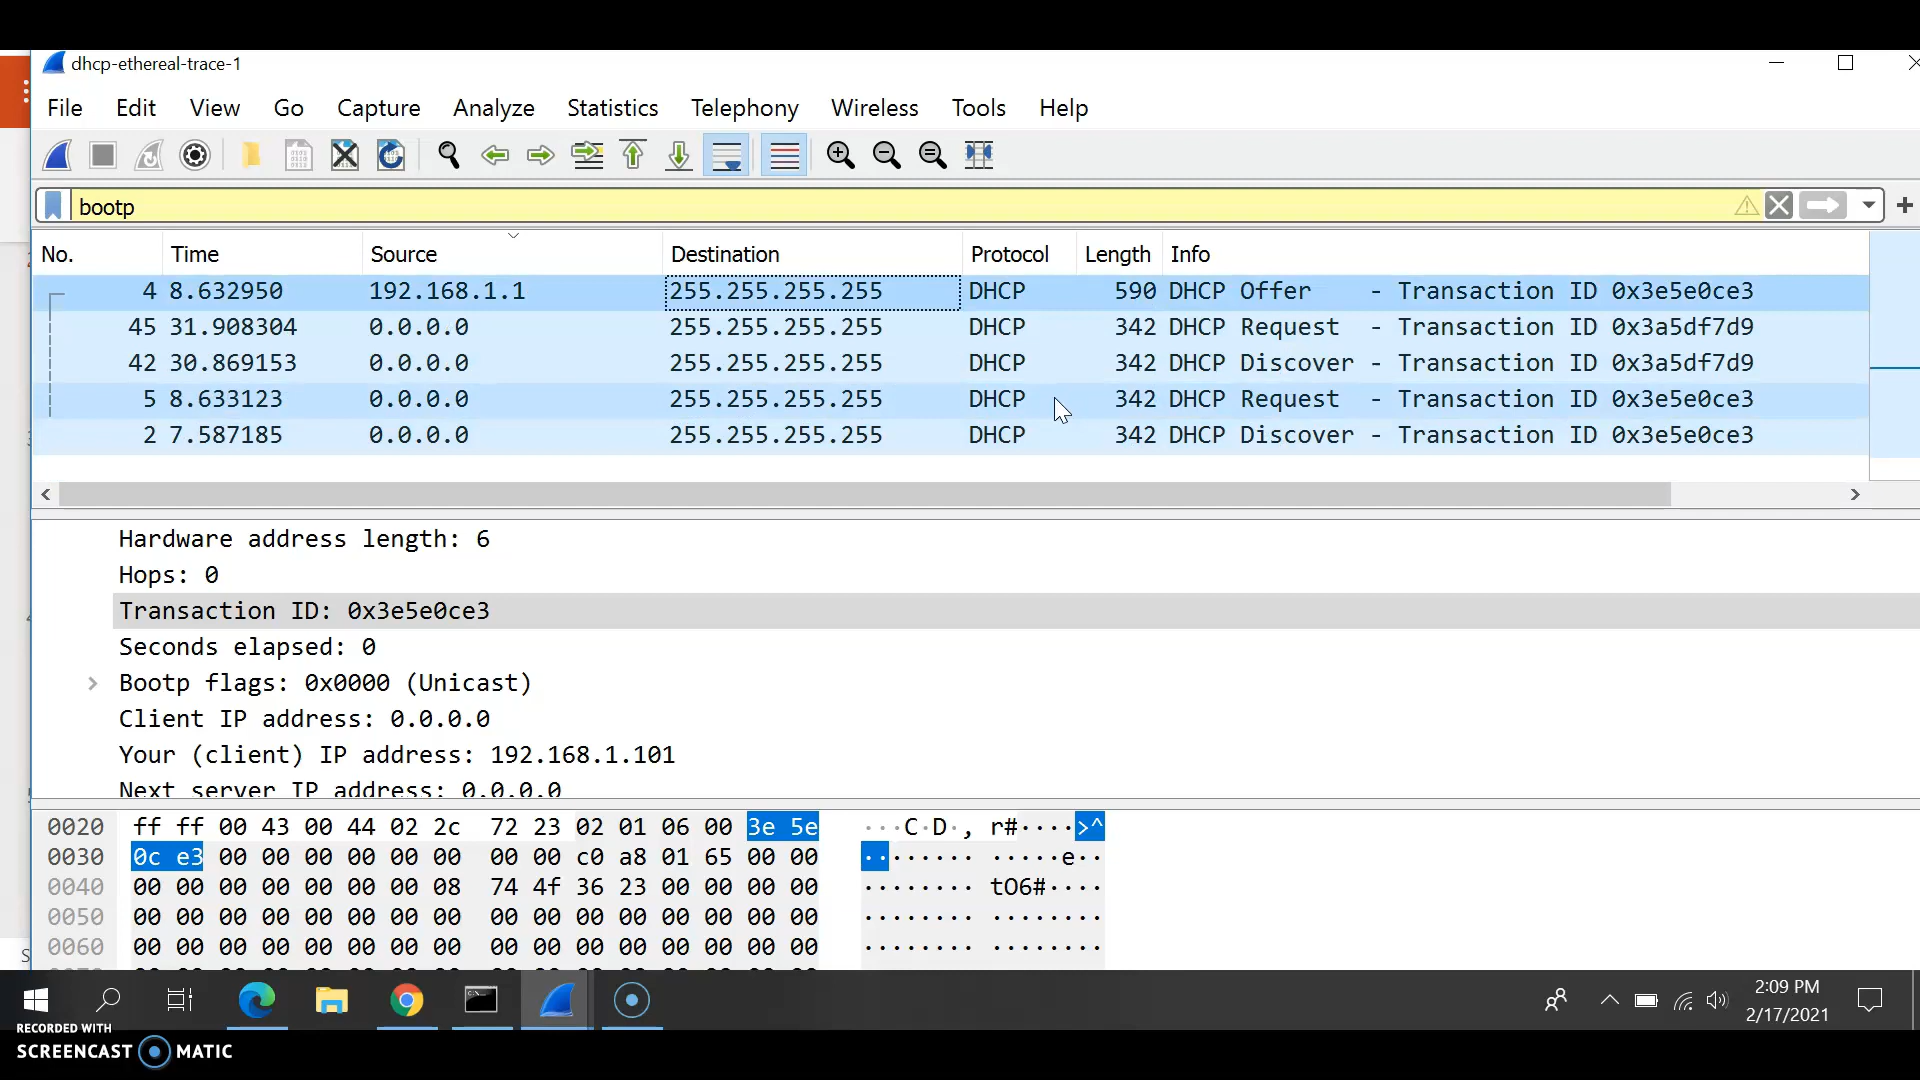 dhcp-ethereal-trace-1
File Edit View Go Capture Analyze Statistics Telephony Wireless Tools Help
bootp
No. Time Source Destination Protocol Length Info
4 8.632950 192.168.1.1 255.255.255.255 DHCP 590 DHCP Offer - Transaction ID 0x3e5e0ce3
45 31.908304 0.0.0.0 255.255.255.255 DHCP 342 DHCP Request - Transaction ID 0x3a5df7d9
42 30.869153 0.0.0.0 255.255.255.255 DHCP 342 DHCP Discover - Transaction ID 0x3a5df7d9
5 8.633123 0.0.0.0 255.255.255.255 DHCP 342 DHCP Request - Transaction ID 0x3e5e0ce3
2 7.587185 0.0.0.0 255.255.255.255 DHCP 342 DHCP Discover - Transaction ID 0x3e5e0ce3
Hardware address length: 6
Hops: 0
Transaction ID: 0x3e5e0ce3
Seconds elapsed: 0
Bootp flags: 0x0000 (Unicast)
Client IP address: 0.0.0.0
Your (client) IP address: 192.168.1.101
Next server IP address: 0.0.0.0
0020 ff ff 00 43 00 44 02 2c 72 23 02 01 06 00 3e 5e ···C·D·, r#····>^
0030 0c e3 00 00 00 00 00 00 00 00 c0 a8 01 65 00 00 ········ ·····e··
0040 00 00 00 00 00 00 00 08 74 4f 36 23 00 00 00 00 ········ tO6#····
0050 00 00 00 00 00 00 00 00 00 00 00 00 00 00 00 00 ········ ········
0060 00 00 00 00 00 00 00 00 00 00 00 00 00 00 00 00 ········ ········
2:09 PM
2/17/2021
RECORDED WITH
SCREENCAST MATIC